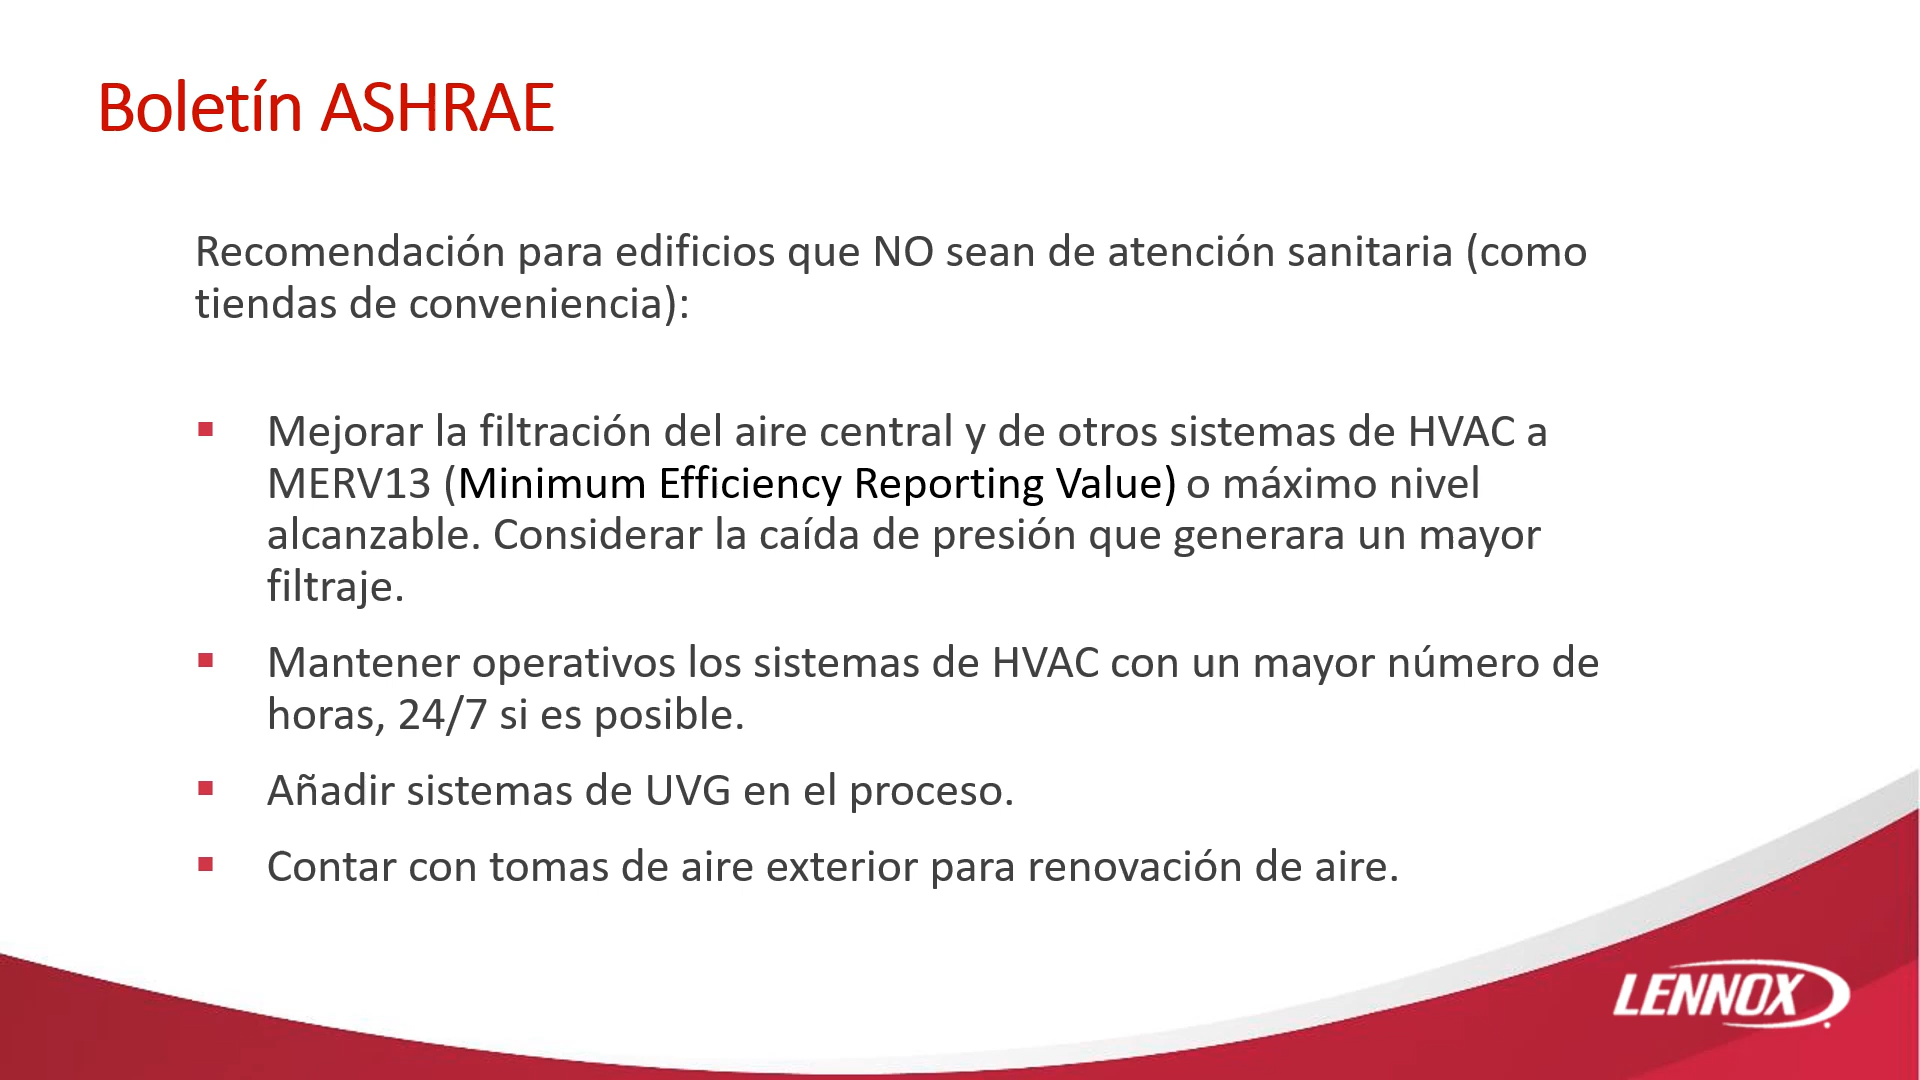 Boletín ASHRAE
Recomendación para edificios que NO sean de atención sanitaria (como
tiendas de conveniencia):
▪ Mejorar la filtración del aire central y de otros sistemas de HVAC a
MERV13 (Minimum Efficiency Reporting Value) o máximo nivel
alcanzable. Considerar la caída de presión que generara un mayor
filtraje.
▪ Mantener operativos los sistemas de HVAC con un mayor número de
horas, 24/7 si es posible.
▪ Añadir sistemas de UVG en el proceso.
▪ Contar con tomas de aire exterior para renovación de aire.
LENNOX